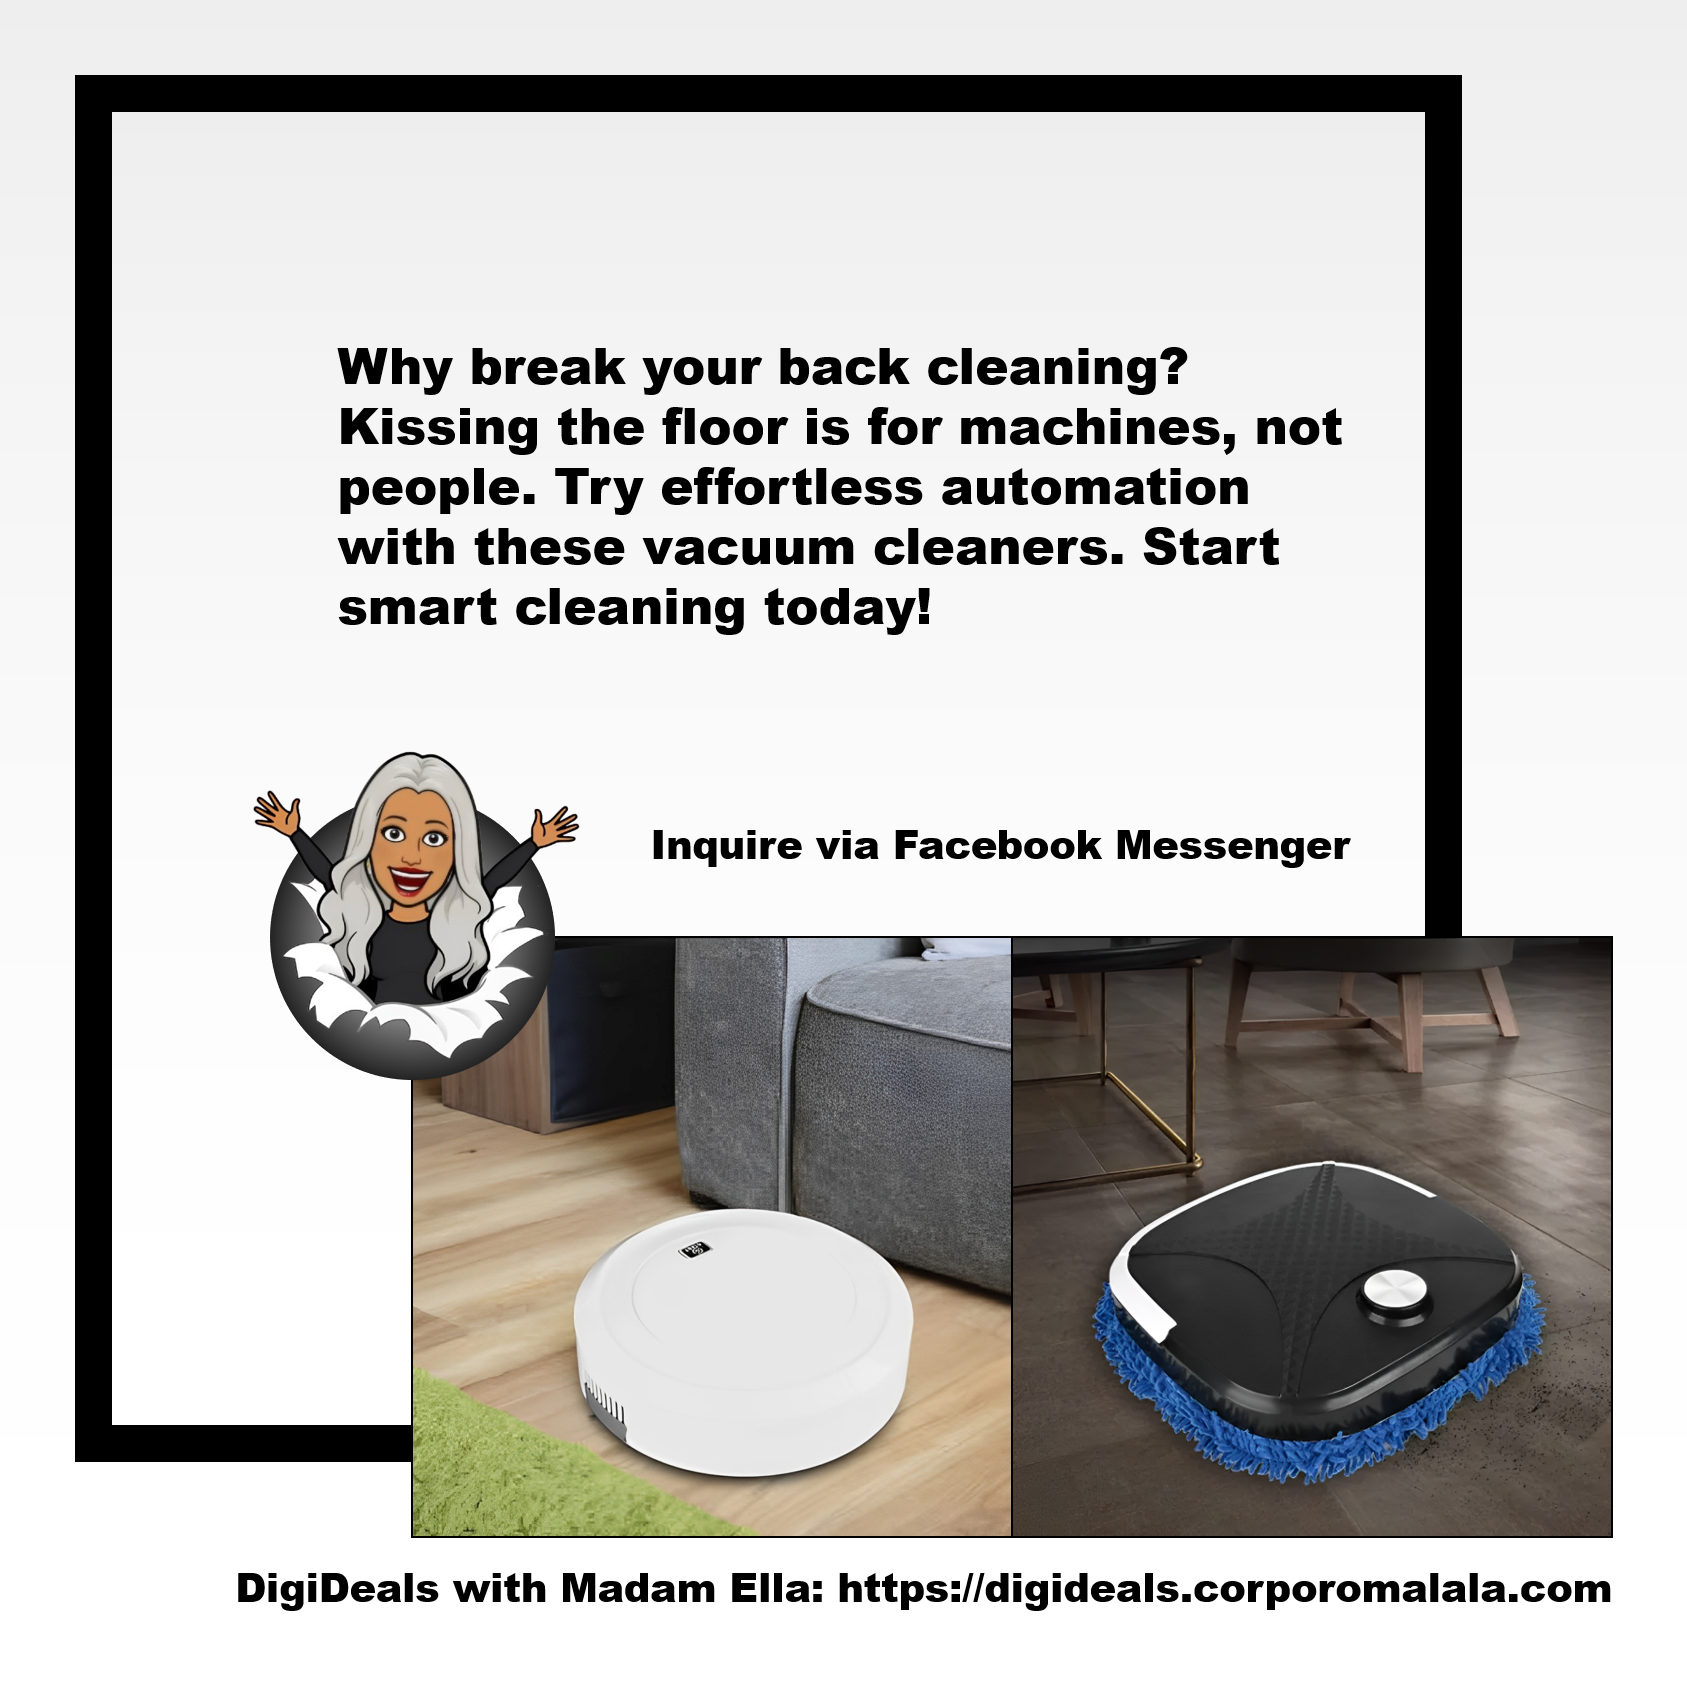 Why break your back cleaning?
Kissing the floor is for machines, not
people. Try effortless automation
with these vacuum cleaners. Start
smart cleaning today!
Inquire via Facebook Messenger
DigiDeals with Madam Ella: https://digideals.corporomalala.com